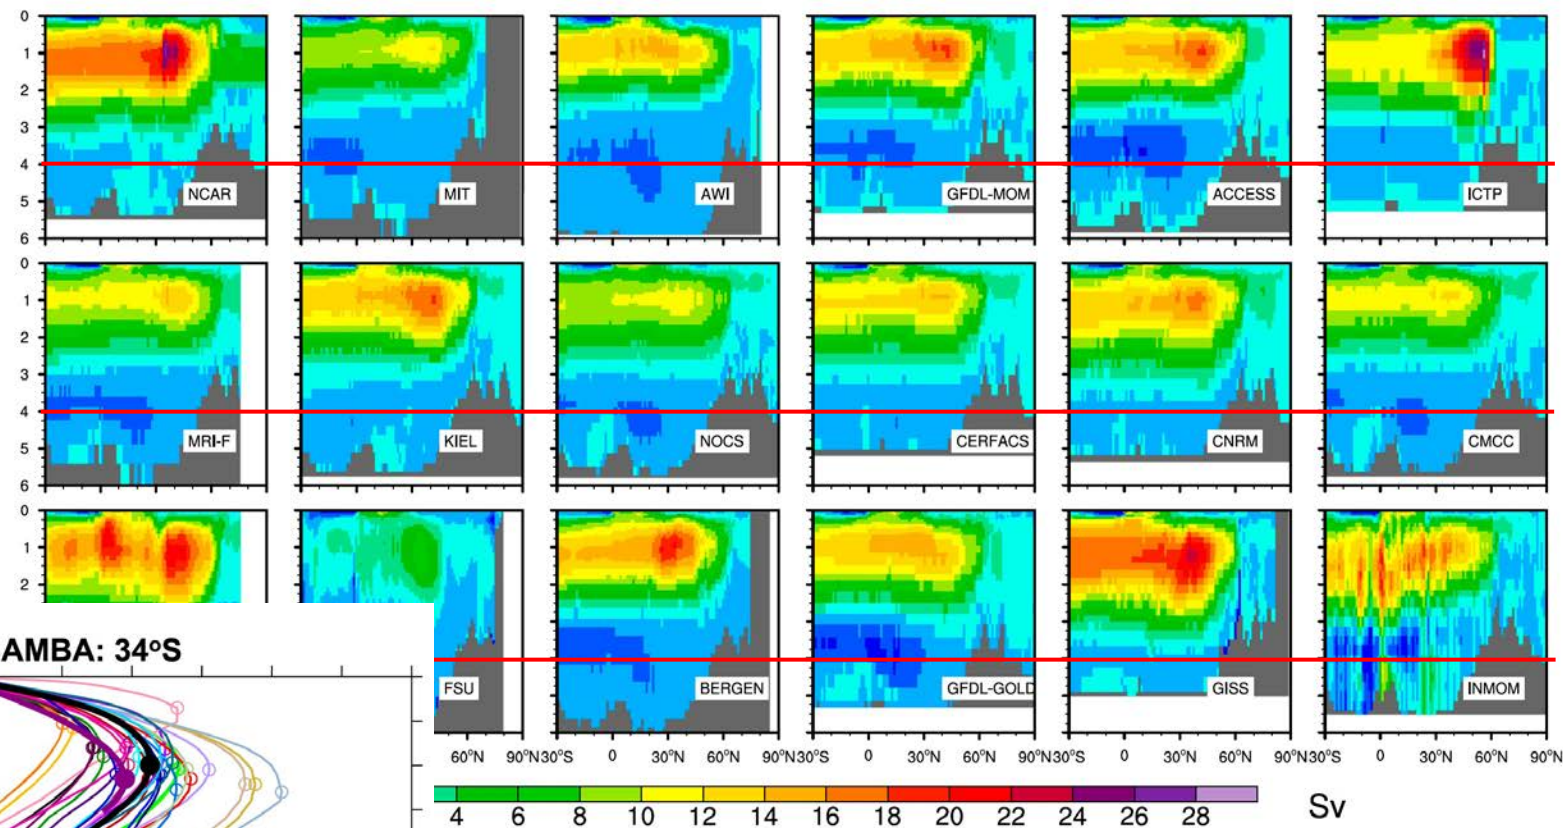 0
1
2
3
4
5
6
NCAR
MIT
AWI
GFDL-MOM
ACCESS
ICTP
0
1
2
3
4
5
6
MRI-F
KIEL
NOCS
CERFACS
CNRM
CMCC
0
1
2
FSU
BERGEN
GFDL-GOLD
GISS
INMOM
60°N 90°N 30°S 0 30°N 60°N 90°N 30°S 0 30°N 60°N 90°N 30°S 0 30°N 60°N 90°N 30°S 0 30°N 60°N 90°N
AMBA: 34°S
4 6 8 10 12 14 16 18 20 22 24 26 28 Sv